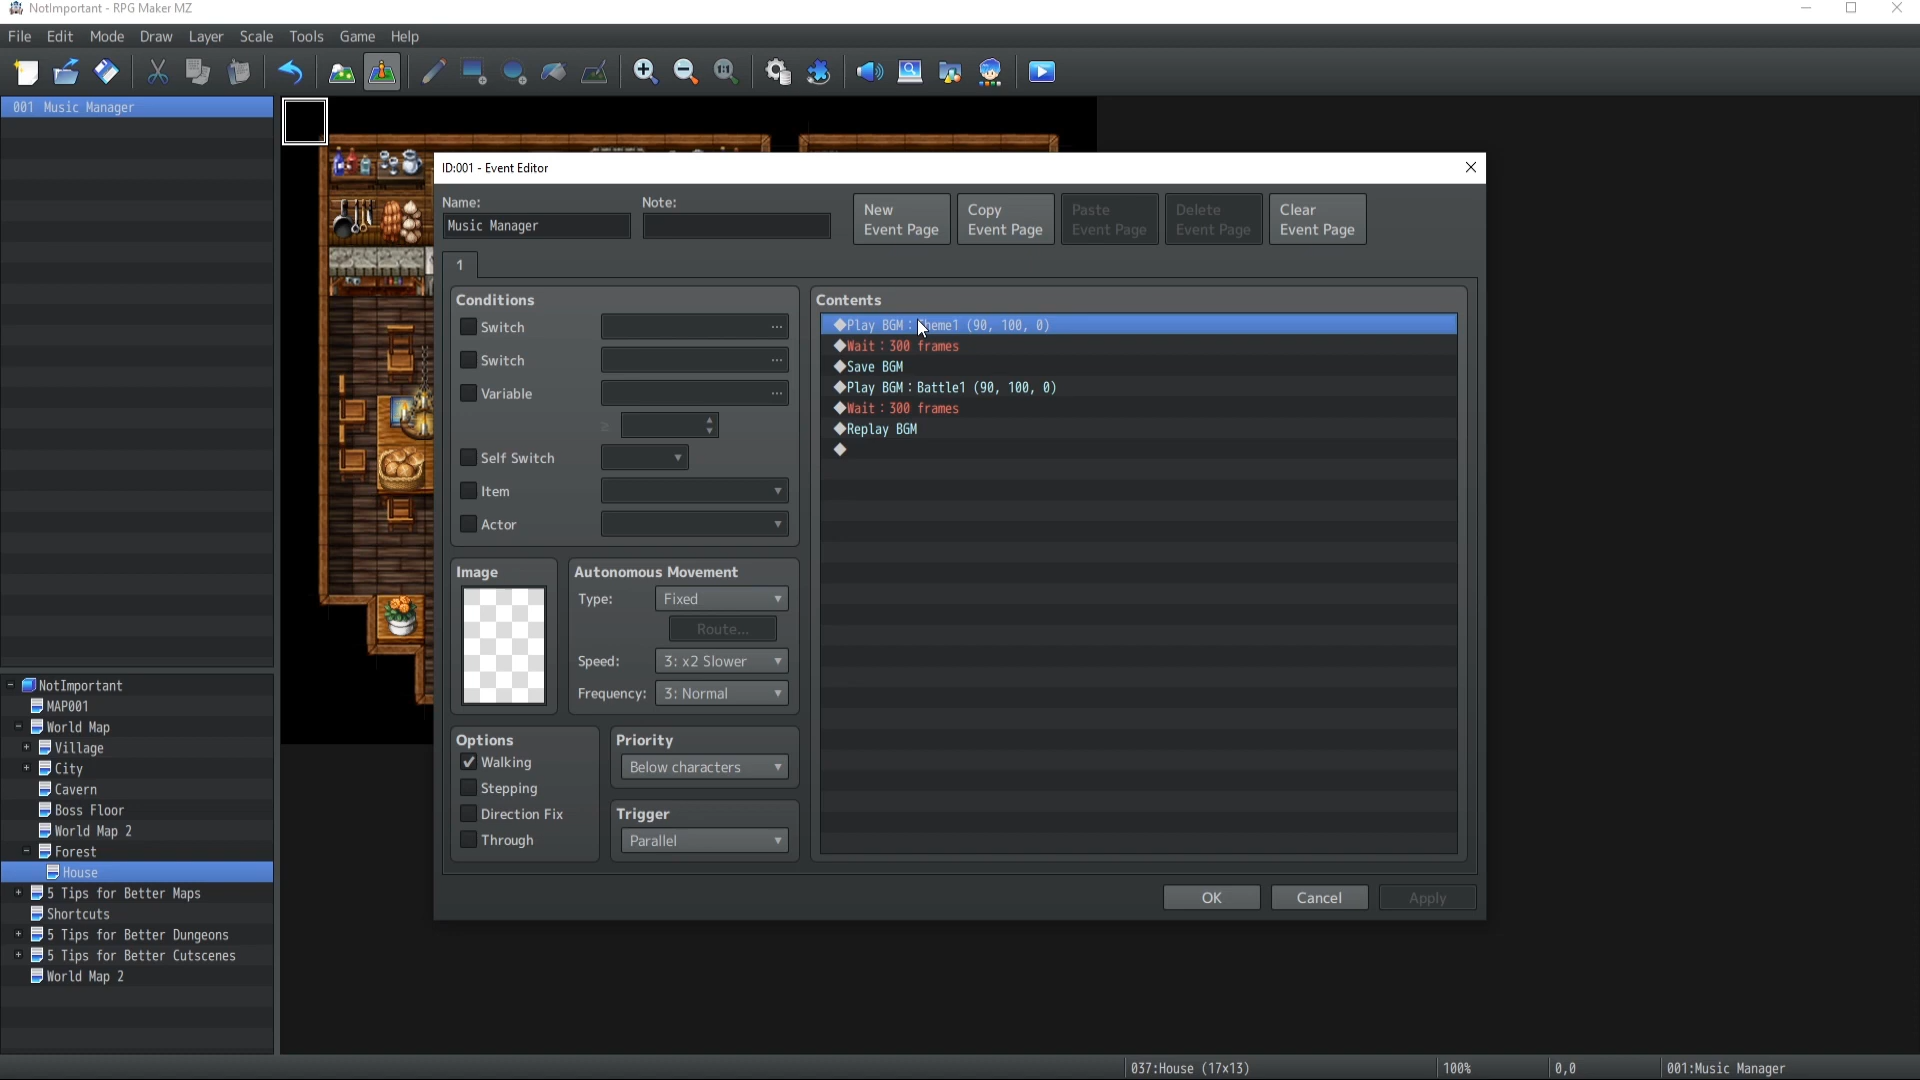 NotImportant - RPG Maker MZ
File Edit Mode Draw Layer Scale Tools Game Help
1:1
001 Music Manager
ID:001 - Event Editor
Name:
Note:
Music Manager
New Event Page
Copy Event Page
Paste Event Page
Delete Event Page
Clear Event Page
1
Conditions
Switch ...
Switch ...
Variable ...
≥
Self Switch
Item
Actor
Image
Autonomous Movement
Type: Fixed
Route...
Speed: 3: x2 Slower
Frequency: 3: Normal
Options
Walking
Stepping
Direction Fix
Through
Priority
Below characters
Trigger
Parallel
Contents
◆Play BGM : Theme1 (90, 100, 0)
◆Wait : 300 frames
◆Save BGM
◆Play BGM : Battle1 (90, 100, 0)
◆Wait : 300 frames
◆Replay BGM
◆
OK Cancel Apply
NotImportant
MAP001
World Map
Village
City
Cavern
Boss Floor
World Map 2
Forest
House
5 Tips for Better Maps
Shortcuts
5 Tips for Better Dungeons
5 Tips for Better Cutscenes
World Map 2
037:House (17x13) 100% 0,0 001:Music Manager